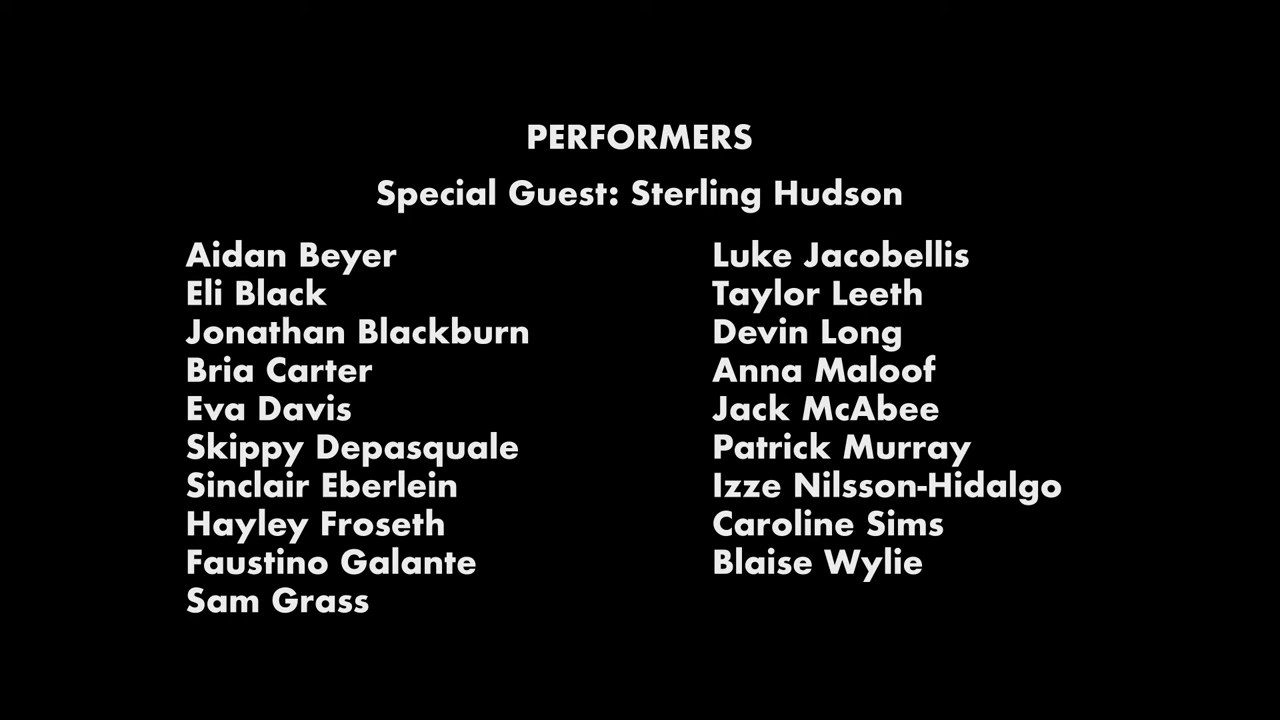 PERFORMERS
Special Guest: Sterling Hudson
Aidan Beyer
Eli Black
Jonathan Blackburn
Bria Carter
Eva Davis
Skippy Depasquale
Sinclair Eberlein
Hayley Froseth
Faustino Galante
Sam Grass
Luke Jacobellis
Taylor Leeth
Devin Long
Anna Maloof
Jack McAbee
Patrick Murray
Izze Nilsson-Hidalgo
Caroline Sims
Blaise Wylie